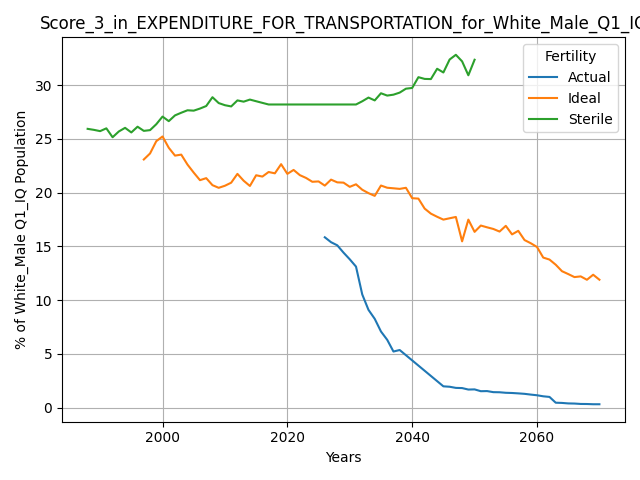 Score_3_in_EXPENDITURE_FOR_TRANSPORTATION_for_White_Male_Q1_IQ
Fertility
Actual
Ideal
Sterile
% of White_Male Q1_IQ Population
30
25
20
15
10
5
0
2000 2020 2040 2060
Years